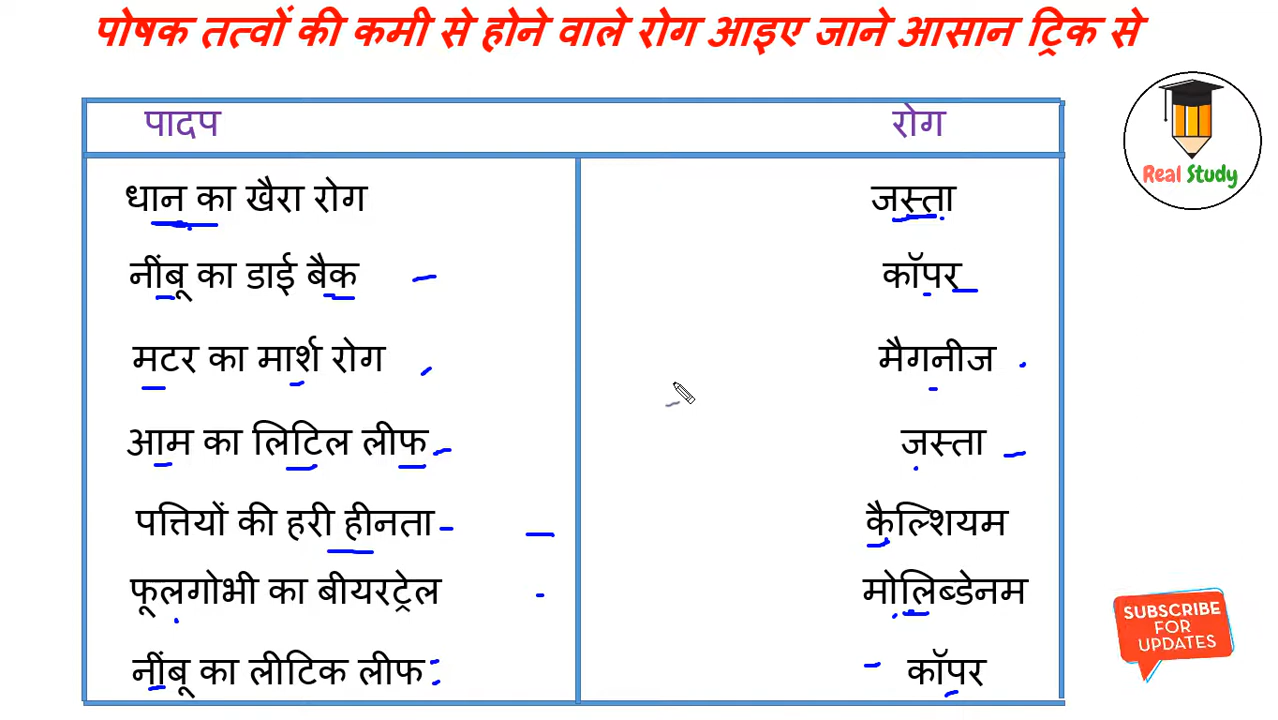 पोषक तत्वों की कमी से होने वाले रोग आइए जाने आसान ट्रिक से
पादप रोग
धान का खैरा रोग जस्ता
नींबू का डाई बैक कॉपर
मटर का मार्श रोग मैगनीज
आम का लिटिल लीफ जस्ता
पत्तियों की हरी हीनता कैल्शियम
फूलगोभी का बीयरट्रेल मोलिब्डेनम
नींबू का लीटिक लीफ कॉपर
Real Study
SUBSCRIBE
FOR
UPDATES